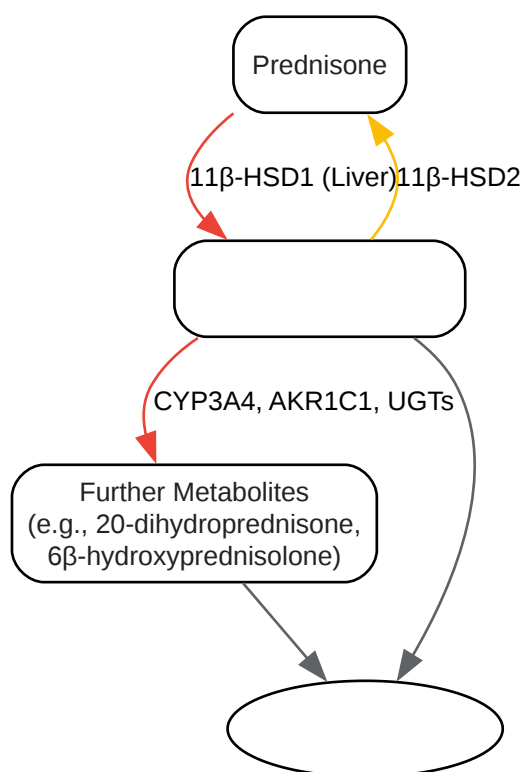 Prednisone
11β-HSD1 (Liver)
11β-HSD2
CYP3A4, AKR1C1, UGTs
Further Metabolites
(e.g., 20-dihydroprednisone,
6β-hydroxyprednisolone)